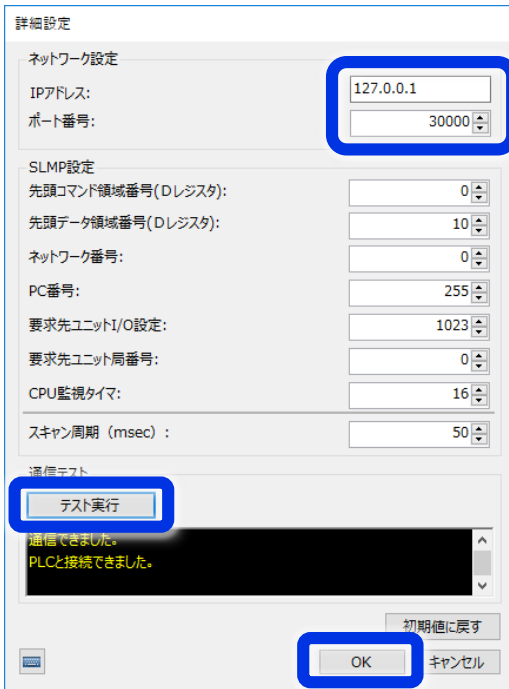 詳細設定
ネットワーク設定
IPアドレス:
127.0.0.1
ポート番号:
30000
SLMP設定
先頭コマンド領域番号(Dレジスタ):
0
先頭データ領域番号(Dレジスタ):
10
ネットワーク番号:
0
PC番号:
255
要求先ユニットI/O設定:
1023
要求先ユニット局番号:
0
CPU監視タイマ:
16
スキャン周期（msec）:
50
通信テスト
テスト実行
通信できました。
PLCと接続できました。
初期値に戻す
OK
キャンセル